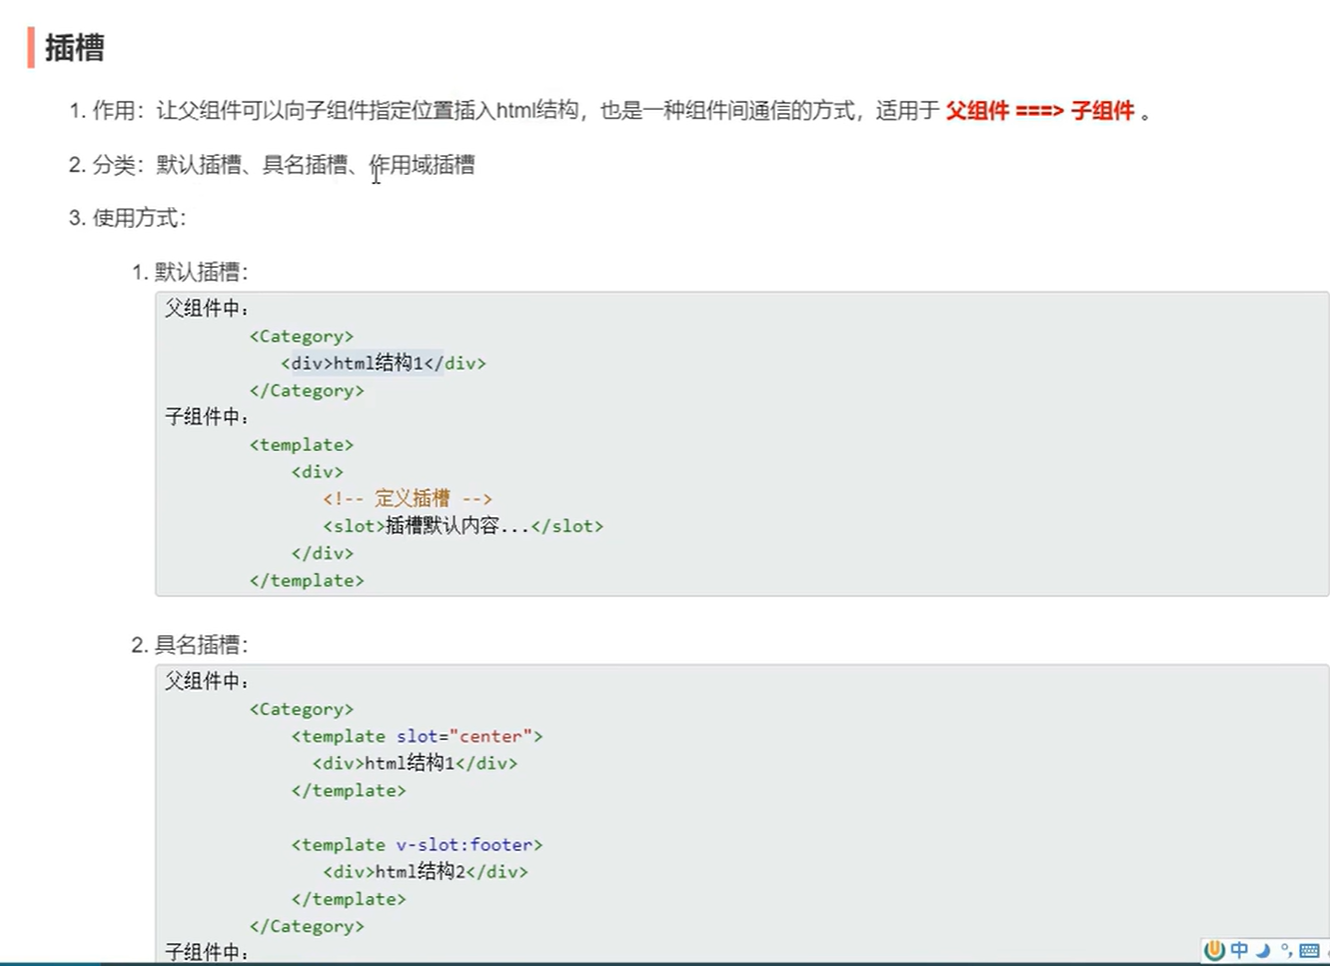 插槽
1. 作用：让父组件可以向子组件指定位置插入html结构，也是一种组件间通信的方式，适用于 父组件 ===> 子组件 。
2. 分类：默认插槽、具名插槽、作用域插槽
3. 使用方式：
1. 默认插槽：
父组件中：
<Category>
<div>html结构1</div>
</Category>
子组件中：
<template>
<div>
<!-- 定义插槽 -->
<slot>插槽默认内容...</slot>
</div>
</template>
2. 具名插槽：
父组件中：
<Category>
<template slot="center">
<div>html结构1</div>
</template>
<template v-slot:footer>
<div>html结构2</div>
</template>
</Category>
子组件中：
中